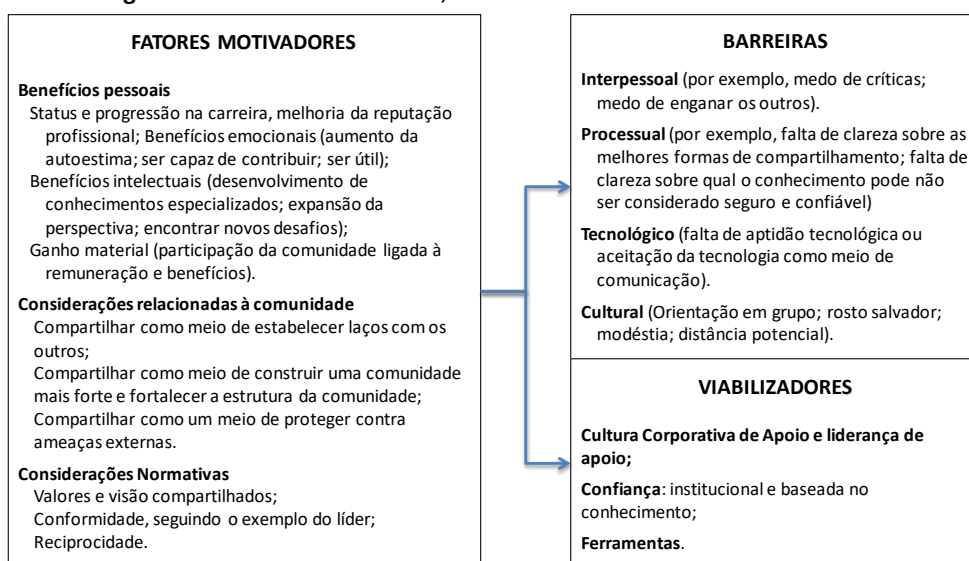 FATORES MOTIVADORES
Benefícios pessoais
Status e progressão na carreira, melhoria da reputação
profissional; Benefícios emocionais (aumento da
autoestima; ser capaz de contribuir; ser útil);
Benefícios intelectuais (desenvolvimento de
conhecimentos especializados; expansão da
perspectiva; encontrar novos desafios);
Ganho material (participação da comunidade ligada à
remuneração e benefícios).
Considerações relacionadas à comunidade
Compartilhar como meio de estabelecer laços com os
outros;
Compartilhar como meio de construir uma comunidade
mais forte e fortalecer a estrutura da comunidade;
Compartilhar como um meio de proteger contra
ameaças externas.
Considerações Normativas
Valores e visão compartilhados;
Conformidade, seguindo o exemplo do líder;
Reciprocidade.
BARREIRAS
Interpessoal (por exemplo, medo de críticas;
medo de enganar os outros).
Processual (por exemplo, falta de clareza sobre as
melhores formas de compartilhamento; falta de
clareza sobre qual o conhecimento pode não
ser considerado seguro e confiável)
Tecnológico (falta de aptidão tecnológica ou
aceitação da tecnologia como meio de
comunicação).
Cultural (Orientação em grupo; rosto salvador;
modéstia; distância potencial).
VIABILIZADORES
Cultura Corporativa de Apoio e liderança de
apoio;
Confiança: institucional e baseada no
conhecimento;
Ferramentas.